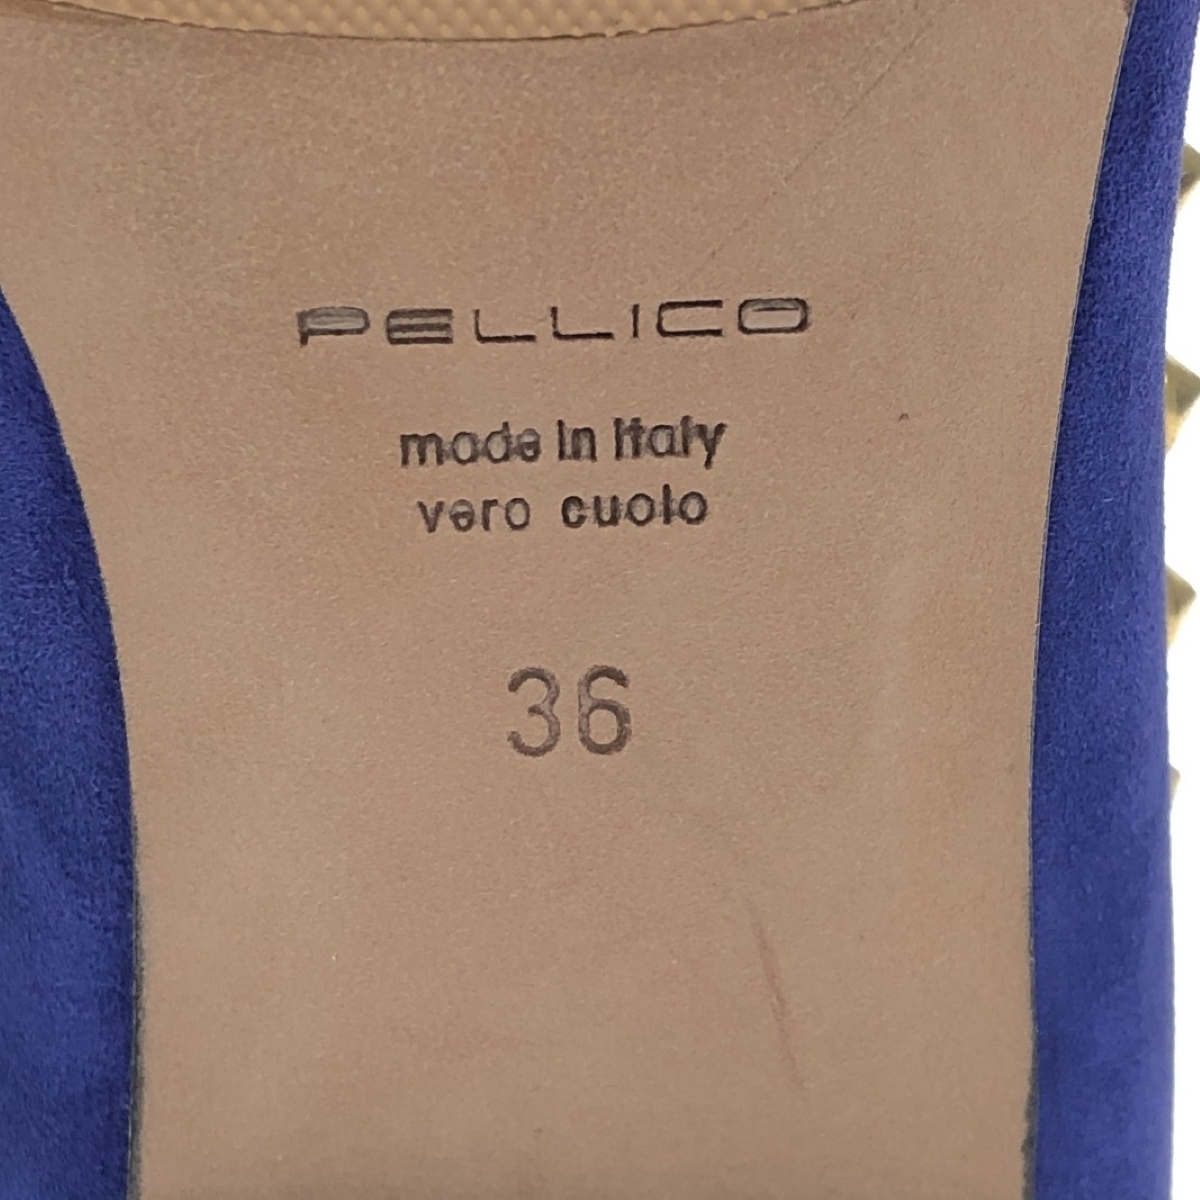 PELLICO
made in Italy
vero cuoio
36